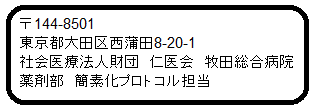 〒144-8501
東京都大田区西蒲田8-20-1
社会医療法人財団　仁医会　牧田総合病院
薬剤部　簡素化プロトコル担当